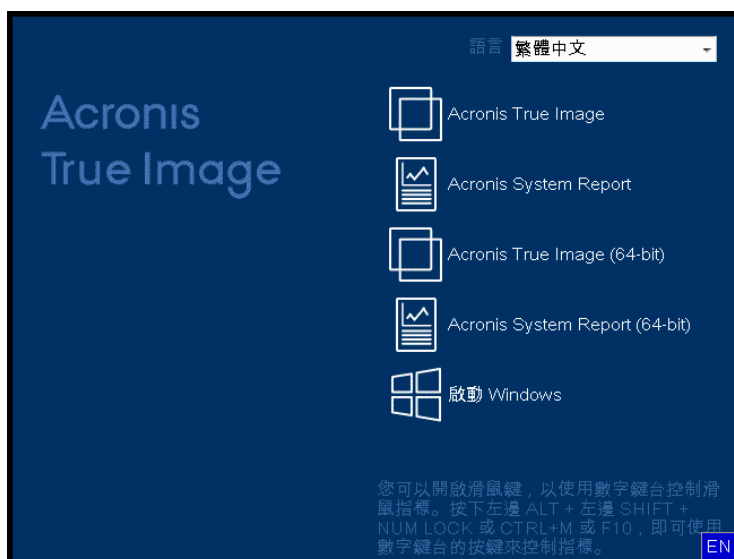 語言 繁體中文
Acronis
True Image
Acronis True Image
Acronis System Report
Acronis True Image (64-bit)
Acronis System Report (64-bit)
啟動 Windows
您可以開啟滑鼠鍵，以使用數字鍵台控制滑
鼠指標。按下左邊 ALT + 左邊 SHIFT +
NUM LOCK 或 CTRL+M 或 F10，即可使用
數字鍵台的按鍵來控制指標。
EN